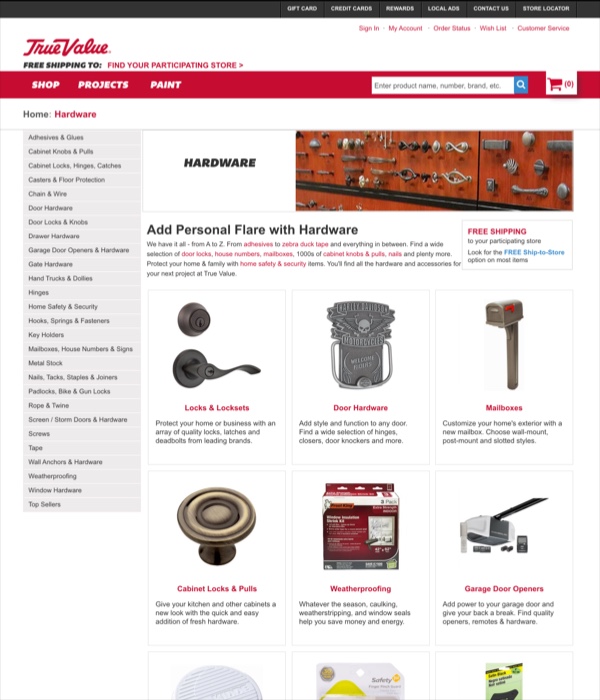 GIFT CARD CREDIT CARDS REWARDS LOCAL ADS CONTACT US STORE LOCATOR
Sign In - My Account - Order Status - Wish List - Customer Service
True Value.
FREE SHIPPING TO: FIND YOUR PARTICIPATING STORE >
SHOP PROJECTS PAINT
Enter product name, number, brand, etc.
(0)
Home: Hardware
Adhesives & Glues
Cabinet Knobs & Pulls
Cabinet Locks, Hinges, Catches
Casters & Floor Protection
Chain & Wire
Door Hardware
Door Locks & Knobs
Drawer Hardware
Garage Door Openers & Hardware
Gate Hardware
Hand Trucks & Dollies
Hinges
Home Safety & Security
Hooks, Springs & Fasteners
Key Holders
Mailboxes, House Numbers & Signs
Metal Stock
Nails, Tacks, Staples & Joiners
Padlocks, Bike & Gun Locks
Rope & Twine
Screen / Storm Doors & Hardware
Screws
Tape
Wall Anchors & Hardware
Weatherproofing
Window Hardware
Top Sellers
HARDWARE
Add Personal Flare with Hardware
We have it all - from A to Z. From adhesives to zebra duck tape and everything in between. Find a wide
selection of door locks, house numbers, mailboxes, 1000s of cabinet knobs & pulls, nails and plenty more.
Protect your home & family with home safety & security items. You'll find all the hardware and accessories for
your next project at True Value.
FREE SHIPPING
to your participating store
Look for the FREE Ship-to-Store
option on most items
HARLEY-DAVIDSON
MOTORCYCLES
WELCOME
RIDERS
Locks & Locksets
Protect your home or business with an
array of quality locks, latches and
deadbolts from leading brands.
Door Hardware
Add style and function to any door.
Find a wide selection of hinges,
closers, door knockers and more.
Mailboxes
Customize your home's exterior with a
new mailbox. Choose wall-mount,
post-mount and slotted styles.
Window Insulation
Shrink Kit
Cabinet Locks & Pulls
Give your kitchen and other cabinets a
new look with the quick and easy
addition of fresh hardware.
Weatherproofing
Whatever the season, caulking,
weatherstripping, and window seals
help you save money and energy.
Garage Door Openers
Add power to your garage door and
give your back a break. Find quality
openers, remotes & hardware.
Safety